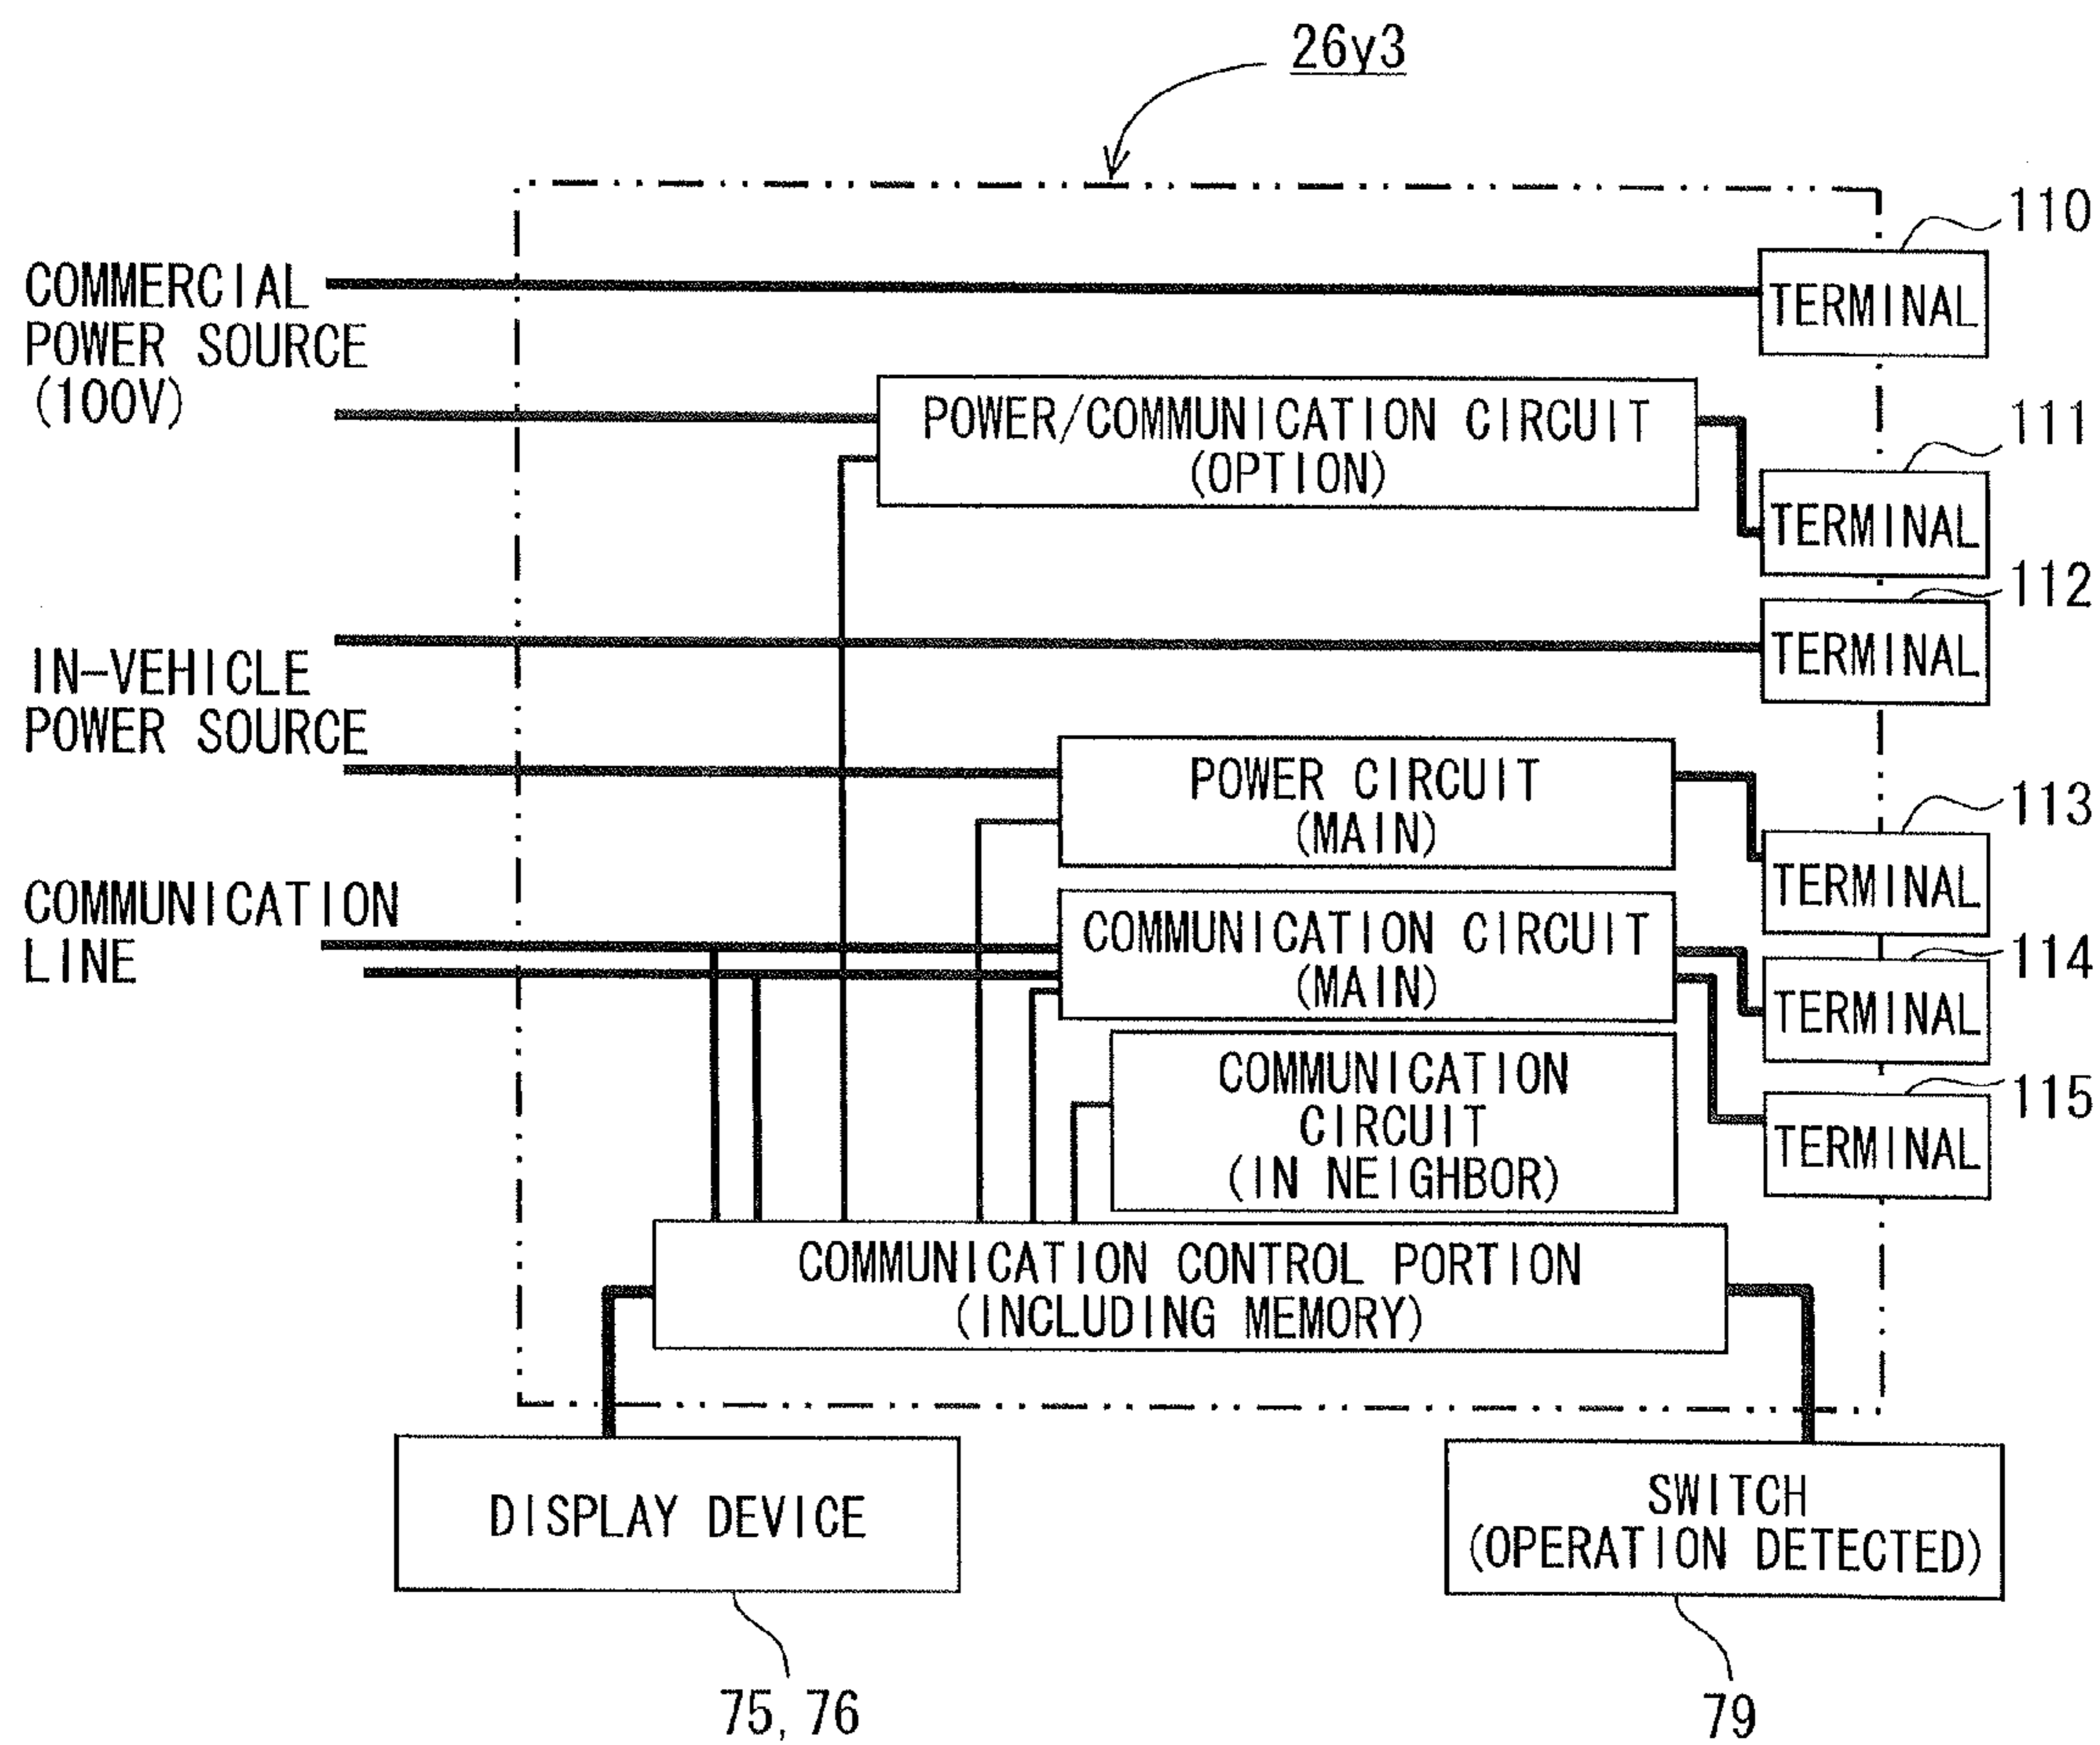 26y3
110
COMMERCIAL
POWER SOURCE
(100V)
TERMINAL
POWER/COMMUNICATION CIRCUIT
(OPTION)
111
TERMINAL
112
TERMINAL
IN-VEHICLE
POWER SOURCE
POWER CIRCUIT
(MAIN)
113
TERMINAL
COMMUNICATION
LINE
COMMUNICATION CIRCUIT
(MAIN)
114
TERMINAL
COMMUNICATION
CIRCUIT
(IN NEIGHBOR)
115
TERMINAL
COMMUNICATION CONTROL PORTION
(INCLUDING MEMORY)
DISPLAY DEVICE
SWITCH
(OPERATION DETECTED)
75, 76
79